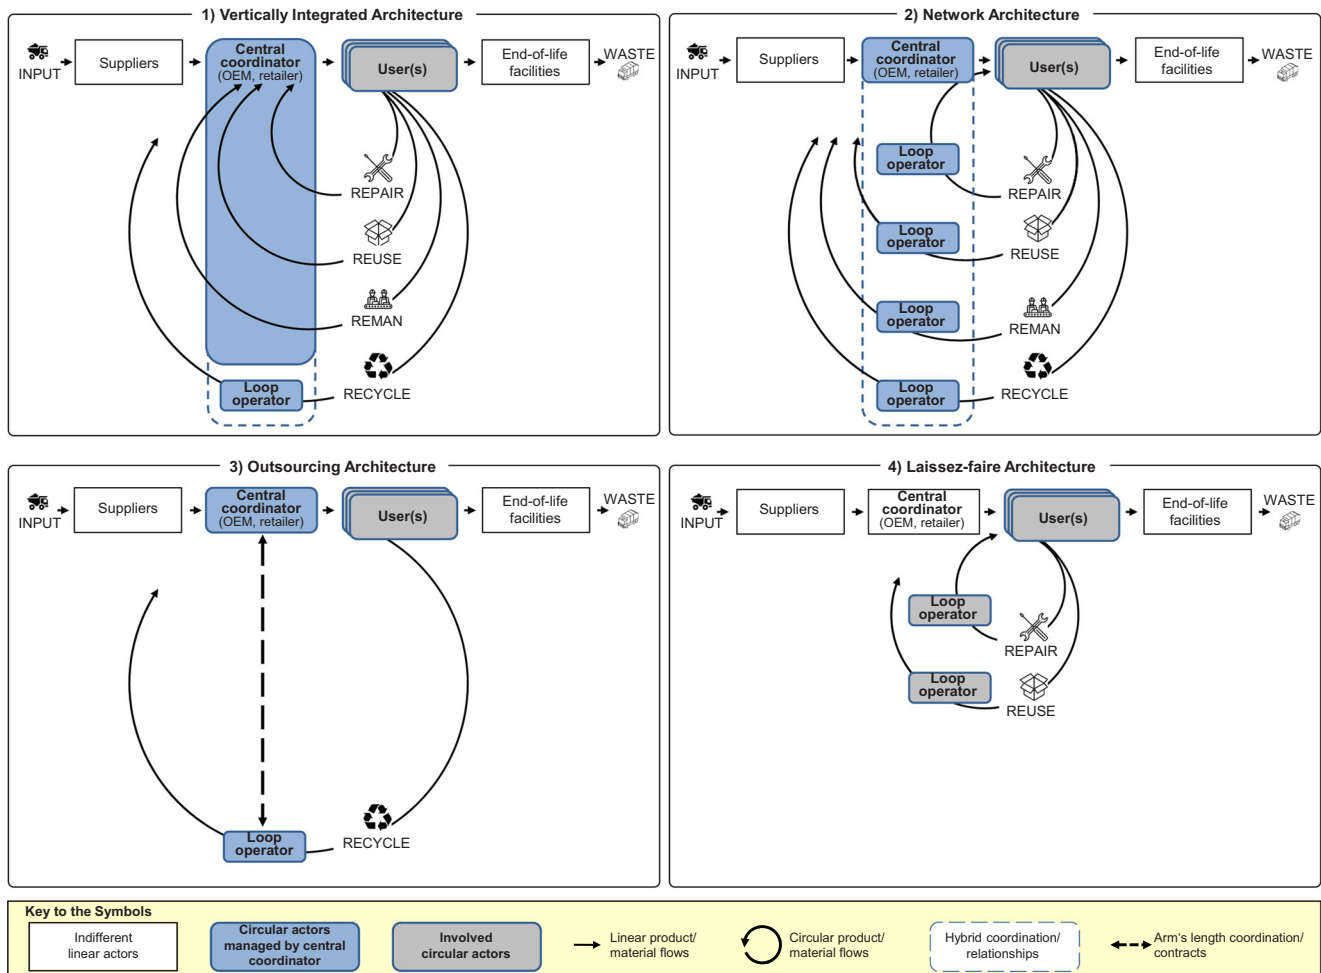 1) Vertically Integrated Architecture
INPUT
Suppliers
Central
coordinator
(OEM, retailer)
User(s)
End-of-life
facilities
WASTE
REPAIR
REUSE
REMAN
RECYCLE
Loop
operator
2) Network Architecture
INPUT
Suppliers
Central
coordinator
(OEM, retailer)
User(s)
End-of-life
facilities
WASTE
Loop
operator
REPAIR
Loop
operator
REUSE
Loop
operator
REMAN
Loop
operator
RECYCLE
3) Outsourcing Architecture
INPUT
Suppliers
Central
coordinator
(OEM, retailer)
User(s)
End-of-life
facilities
WASTE
Loop
operator
RECYCLE
4) Laissez-faire Architecture
INPUT
Suppliers
Central
coordinator
(OEM, retailer)
User(s)
End-of-life
facilities
WASTE
Loop
operator
REPAIR
Loop
operator
REUSE
Key to the Symbols
Indifferent
linear actors
Circular actors
managed by central
coordinator
Involved
circular actors
Linear product/
material flows
Circular product/
material flows
Hybrid coordination/
relationships
Arm's length coordination/
contracts